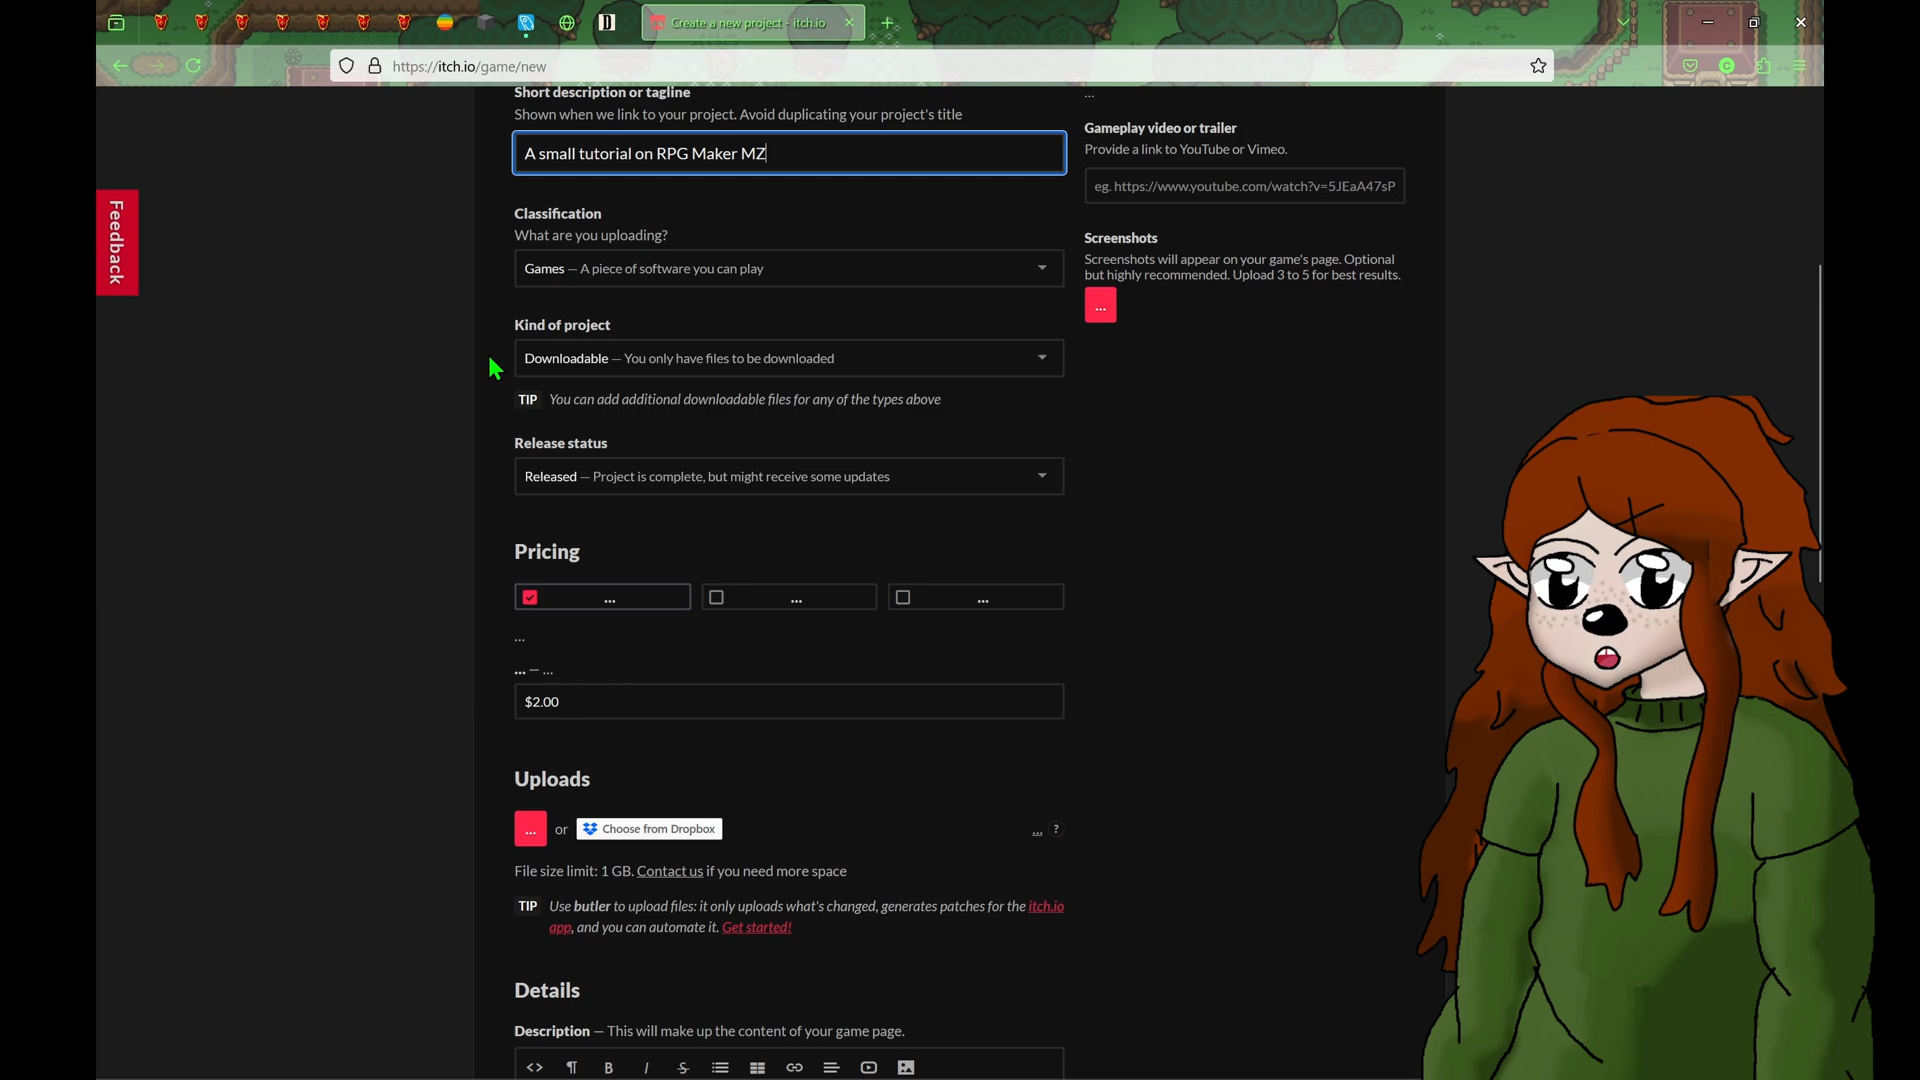 Create a new project - itch.io
https://itch.io/game/new
Feedback
Short description or tagline
Shown when we link to your project. Avoid duplicating your project's title
A small tutorial on RPG Maker MZ
Classification
What are you uploading?
Games — A piece of software you can play
Kind of project
Downloadable — You only have files to be downloaded
TIP You can add additional downloadable files for any of the types above
Release status
Released — Project is complete, but might receive some updates
Pricing
... ... ...
...
... — ...
$2.00
Uploads
... or Choose from Dropbox ... ?
File size limit: 1 GB. Contact us if you need more space
TIP Use butler to upload files: it only uploads what's changed, generates patches for the itch.io
app, and you can automate it. Get started!
Details
Description — This will make up the content of your game page.
...
Gameplay video or trailer
Provide a link to YouTube or Vimeo.
eg. https://www.youtube.com/watch?v=5JEaA47sP
Screenshots
Screenshots will appear on your game's page. Optional
but highly recommended. Upload 3 to 5 for best results.
...